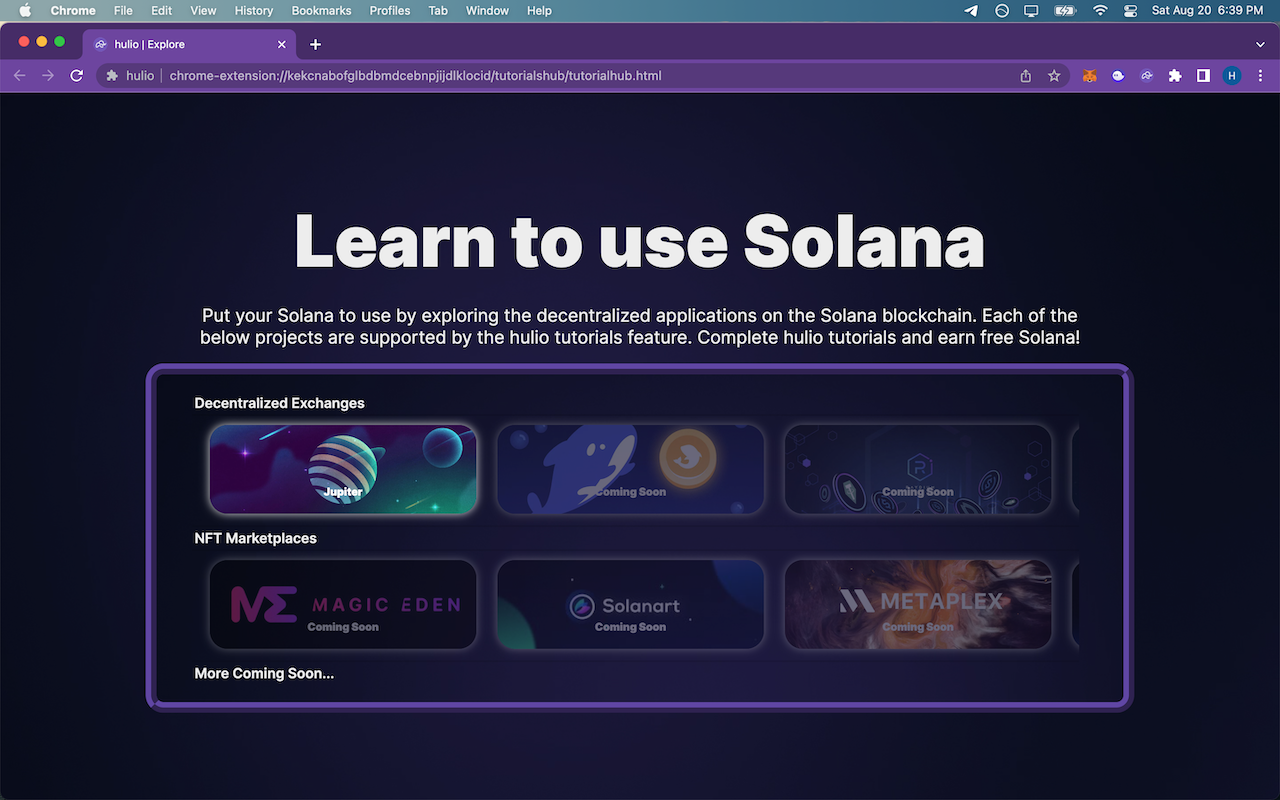 Chrome File Edit View History Bookmarks Profiles Tab Window Help Sat Aug 20 6:39 PM
hulio | Explore
hulio chrome-extension://kekcnabofglbdbmdcebnpjijdlklocid/tutorialshub/tutorialhub.html H
Learn to use Solana
Put your Solana to use by exploring the decentralized applications on the Solana blockchain. Each of the
below projects are supported by the hulio tutorials feature. Complete hulio tutorials and earn free Solana!
Decentralized Exchanges
Jupiter
Coming Soon
Coming Soon
NFT Marketplaces
ME MAGIC EDEN
Coming Soon
Solanart
Coming Soon
METAPLEX
Coming Soon
More Coming Soon...